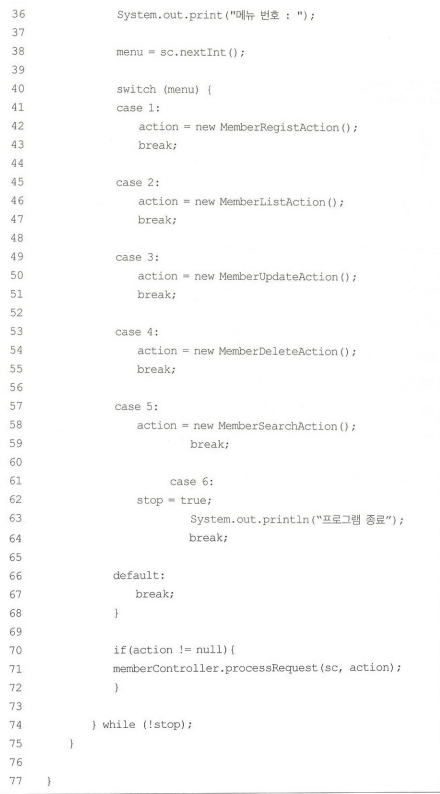 36 System.out.print("메뉴 번호 : ");
37
38 menu = sc.nextInt();
39
40 switch (menu) {
41 case 1:
42 action = new MemberRegistAction();
43 break;
44
45 case 2:
46 action = new MemberListAction();
47 break;
48
49 case 3:
50 action = new MemberUpdateAction();
51 break;
52
53 case 4:
54 action = new MemberDeleteAction();
55 break;
56
57 case 5:
58 action = new MemberSearchAction();
59 break;
60
61 case 6:
62 stop = true;
63 System.out.println(“프로그램 종료”);
64 break;
65
66 default:
67 break;
68 }
69
70 if(action != null){
71 memberController.processRequest(sc, action);
72 }
73
74 } while (!stop);
75 }
76
77 }